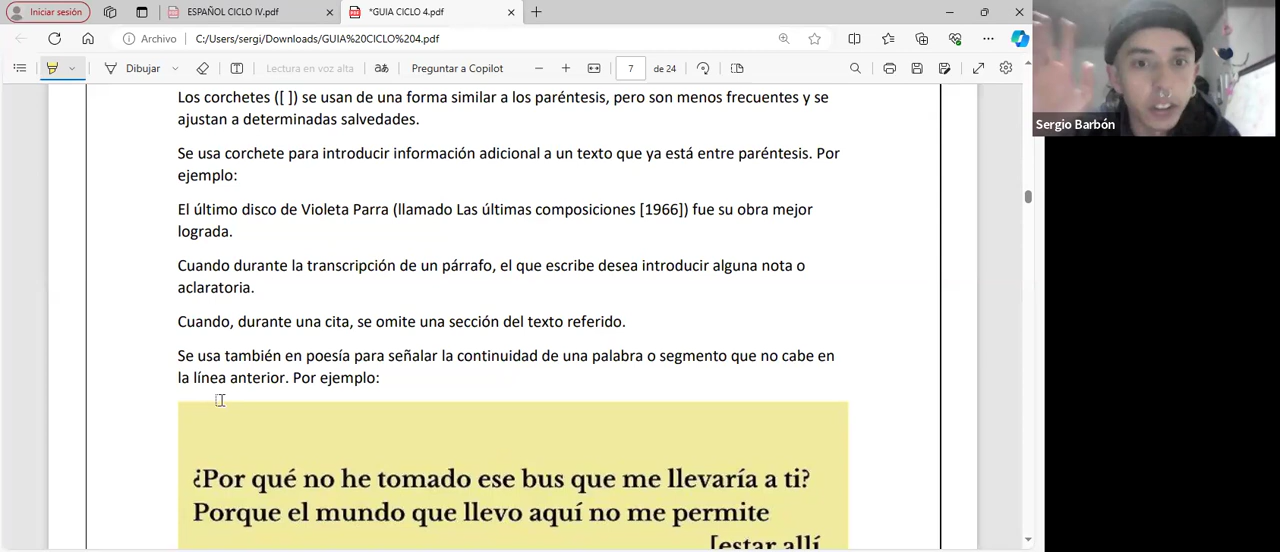 Iniciar sesión
ESPAÑOL CICLO IV.pdf
*GUIA CICLO 4.pdf
Archivo
C:/Users/sergi/Downloads/GUIA%20CICLO%204.pdf
Dibujar
Lectura en voz alta
aあ
Preguntar a Copilot
7
de 24
Los corchetes ([ ]) se usan de una forma similar a los paréntesis, pero son menos frecuentes y se
ajustan a determinadas salvedades.
Se usa corchete para introducir información adicional a un texto que ya está entre paréntesis. Por
ejemplo:
El último disco de Violeta Parra (llamado Las últimas composiciones [1966]) fue su obra mejor
lograda.
Cuando durante la transcripción de un párrafo, el que escribe desea introducir alguna nota o
aclaratoria.
Cuando, durante una cita, se omite una sección del texto referido.
Se usa también en poesía para señalar la continuidad de una palabra o segmento que no cabe en
la línea anterior. Por ejemplo:
¿Por qué no he tomado ese bus que me llevaría a ti?
Porque el mundo que llevo aquí no me permite
[estar allí
Sergio Barbón